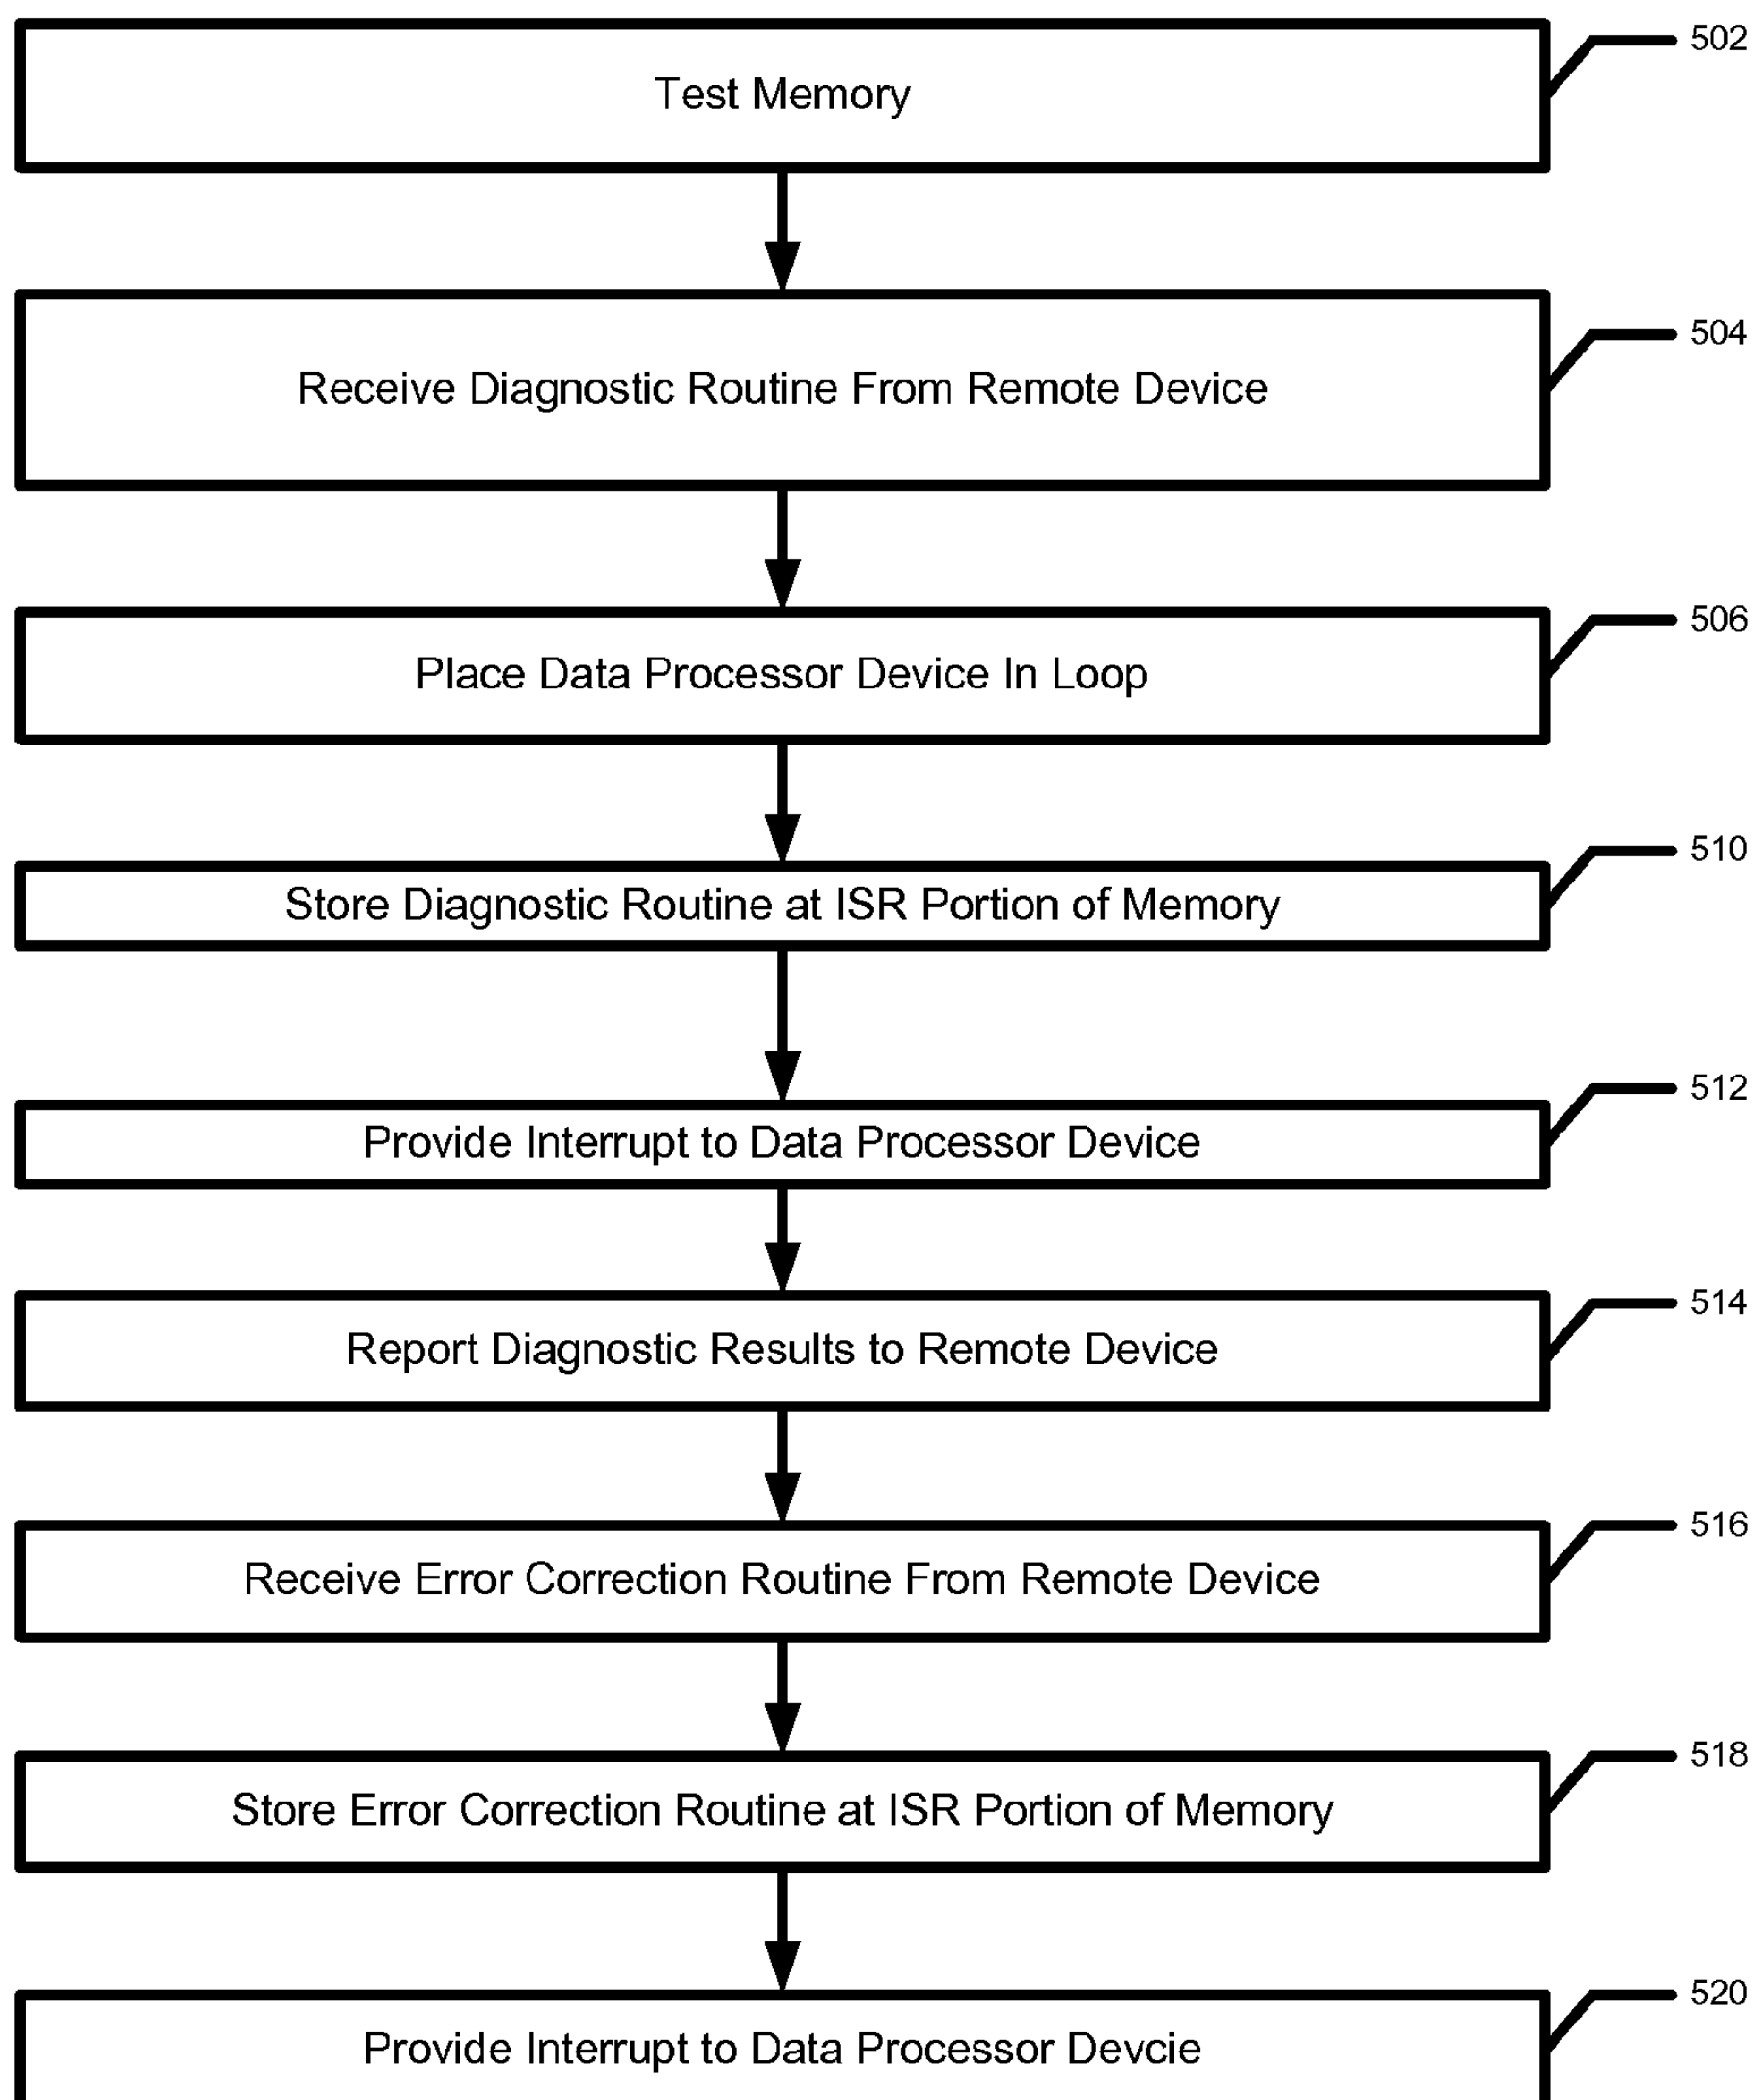 502
Test Memory
504
Receive Diagnostic Routine From Remote Device
506
Place Data Processor Device In Loop
510
Store Diagnostic Routine at ISR Portion of Memory
512
Provide Interrupt to Data Processor Device
514
Report Diagnostic Results to Remote Device
516
Receive Error Correction Routine From Remote Device
518
Store Error Correction Routine at ISR Portion of Memory
520
Provide Interrupt to Data Processor Devcie